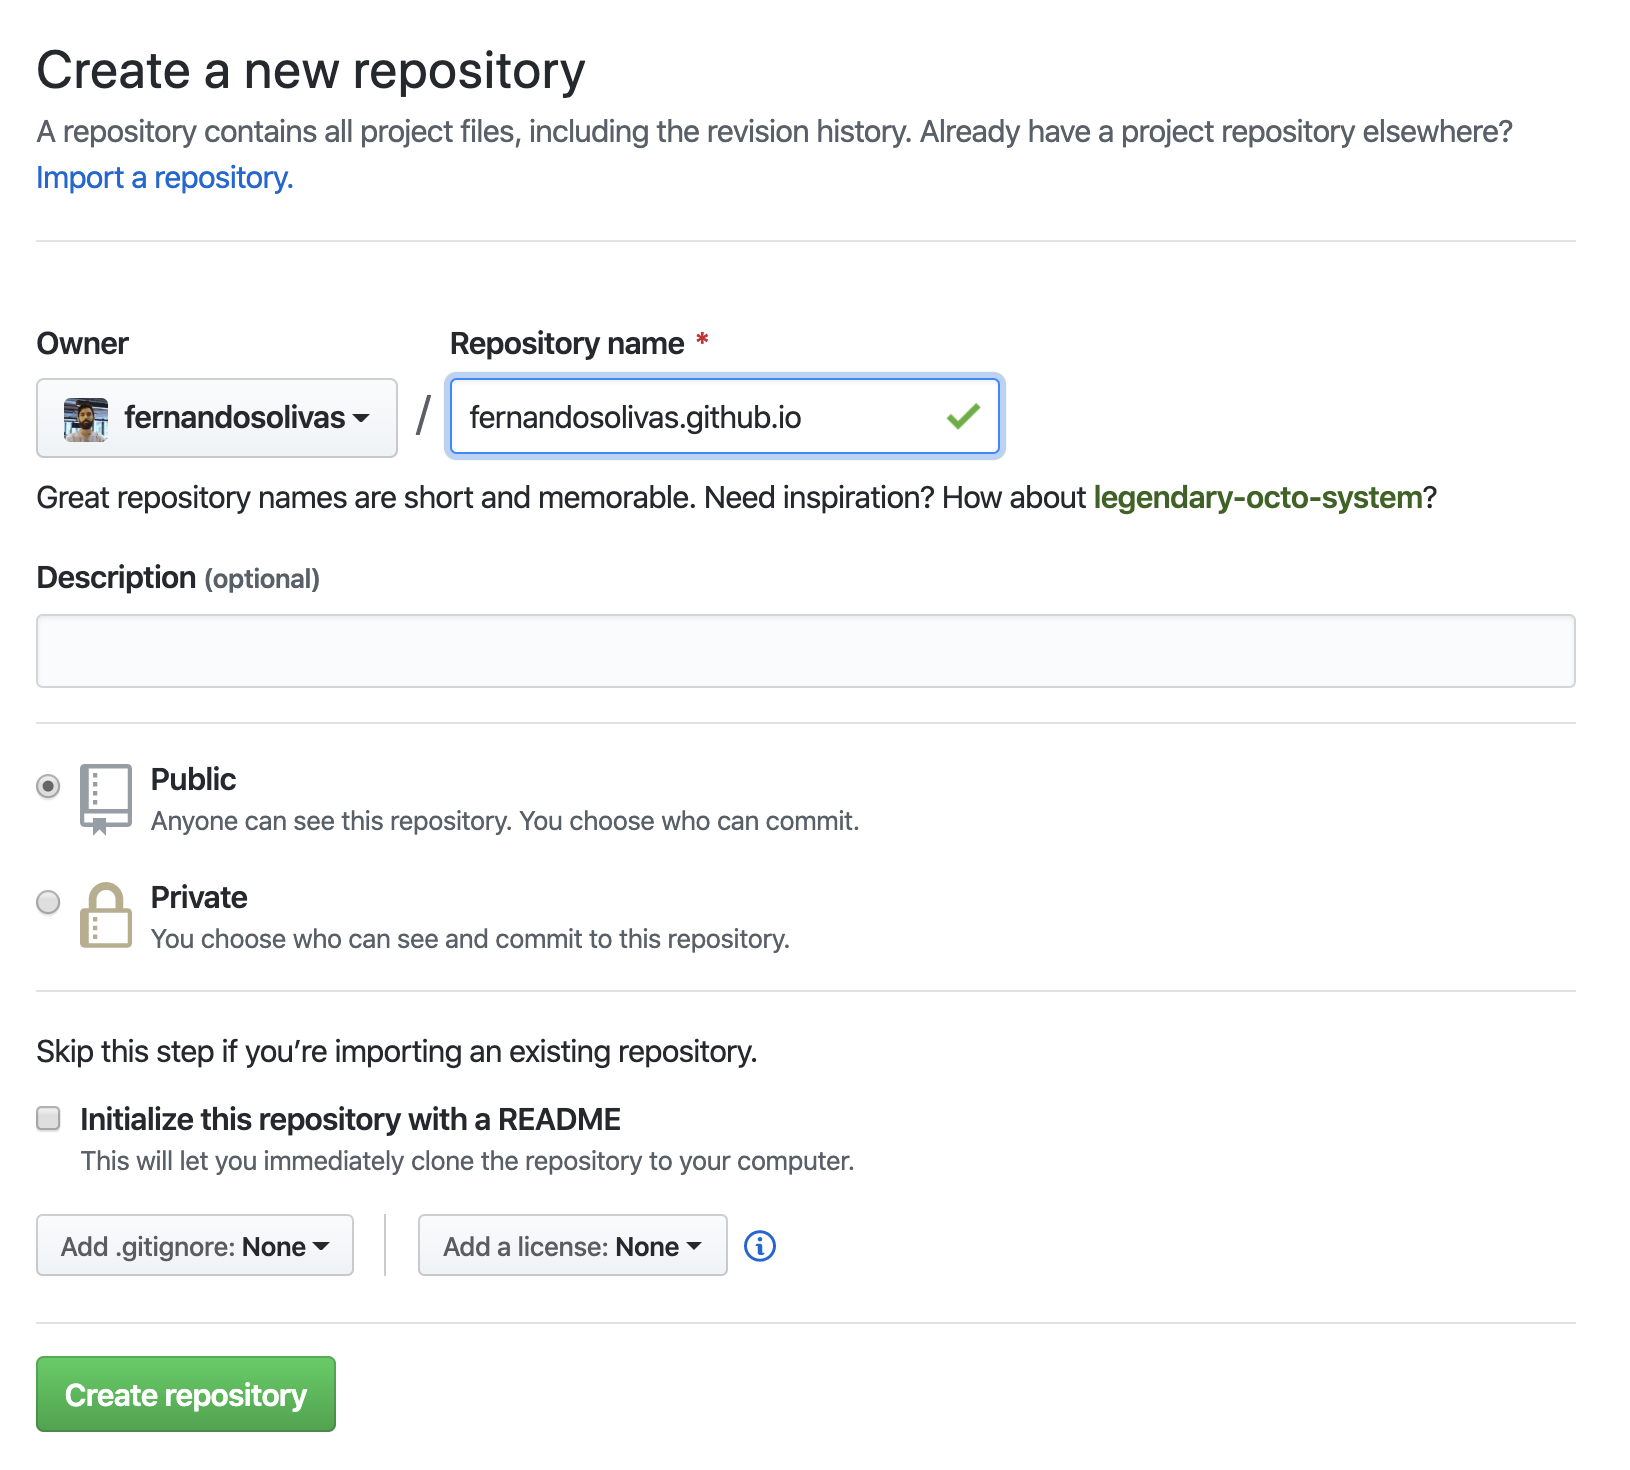 Create a new repository
A repository contains all project files, including the revision history. Already have a project repository elsewhere?
Import a repository.
Owner
Repository name *
fernandosolivas
/
fernandosolivas.github.io
Great repository names are short and memorable. Need inspiration? How about legendary-octo-system?
Description (optional)
Public
Anyone can see this repository. You choose who can commit.
Private
You choose who can see and commit to this repository.
Skip this step if you’re importing an existing repository.
Initialize this repository with a README
This will let you immediately clone the repository to your computer.
Add .gitignore: None
Add a license: None
Create repository